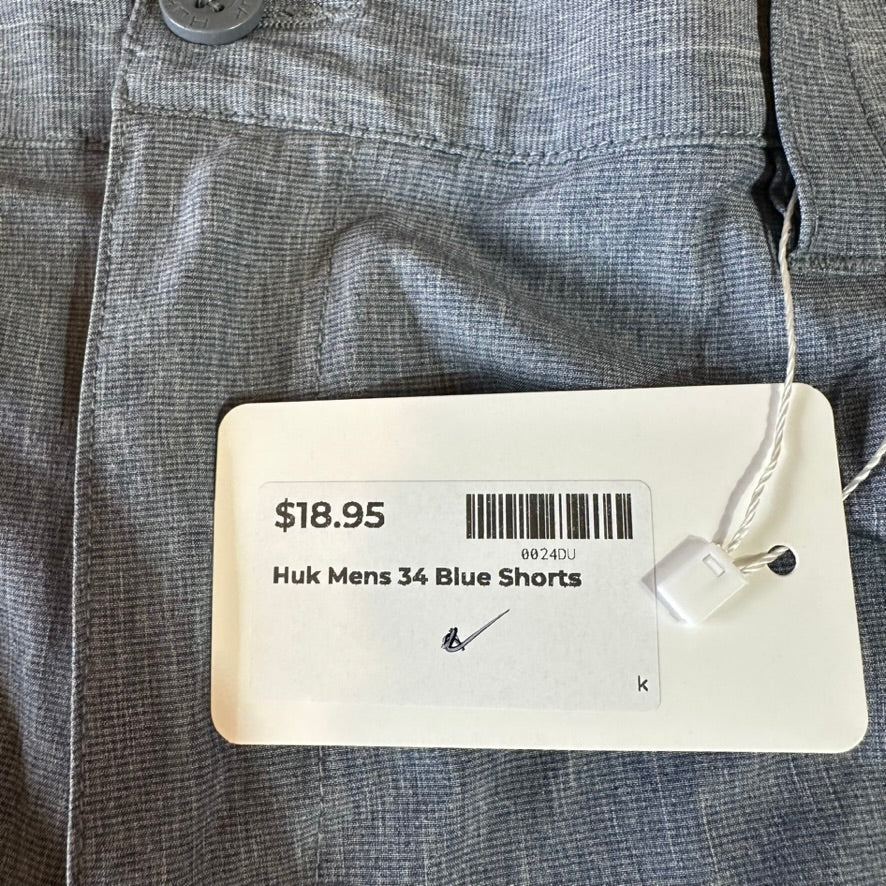 $18.95
0024DU
Huk Mens 34 Blue Shorts
k